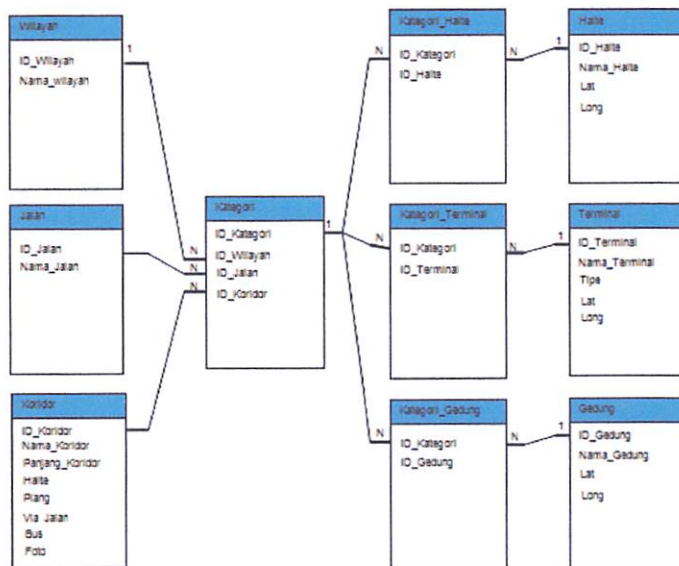 Wilayah
ID_Wilayah
Nama_wilayah
1
Jalan
ID_Jalan
Nama_Jalan
Koridor
ID_Koridor
Nama_Koridor
Panjang_Koridor
Halte
Plang
Via_Jalan
Bus
Foto
Kategori
ID_Kategori
ID_Wilayah
ID_Jalan
ID_Koridor
N
N
N
1
Kategori_Halte
ID_Kategori
ID_Halte
N
N
1
Halte
ID_Halte
Nama_Halte
Lat
Long
Kategori_Terminal
ID_Kategori
ID_Terminal
N
N
1
Terminal
ID_Terminal
Nama_Terminal
Tipe
Lat
Long
Kategori_Gedung
ID_Kategori
ID_Gedung
N
N
1
Gedung
ID_Gedung
Nama_Gedung
Lat
Long